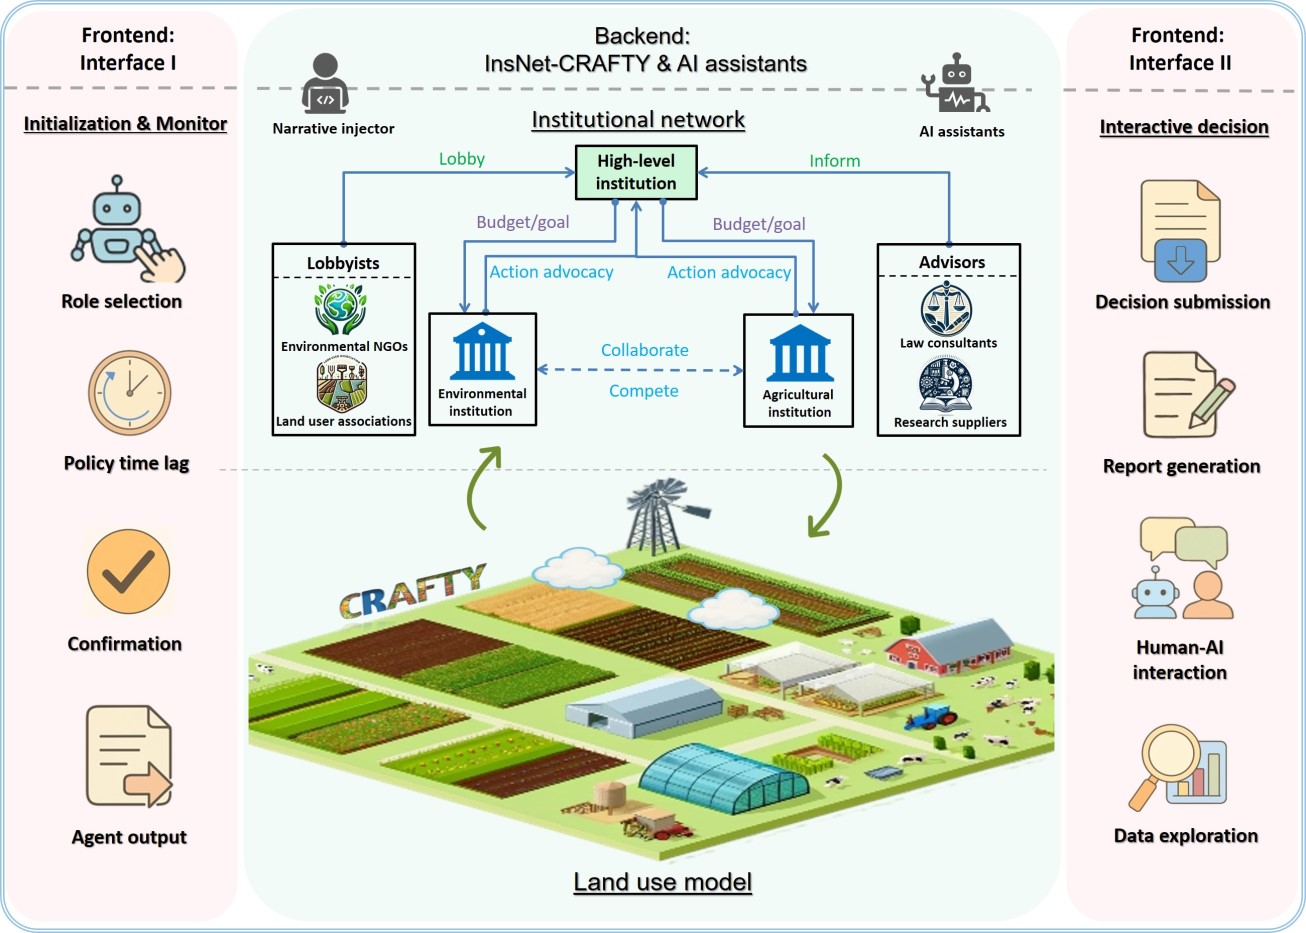 Frontend:
Interface I
Initialization & Monitor
Role selection
Policy time lag
Confirmation
Agent output
Backend:
InsNet-CRAFTY & AI assistants
Narrative injector
AI assistants
Institutional network
High-level
institution
Lobby
Inform
Budget/goal
Budget/goal
Action advocacy
Action advocacy
Lobbyists
Environmental NGOs
Land user associations
Environmental
institution
Collaborate
Compete
Agricultural
institution
Advisors
Law consultants
Research suppliers
CRAFTY
Land use model
Frontend:
Interface II
Interactive decision
Decision submission
Report generation
Human-AI
interaction
Data exploration